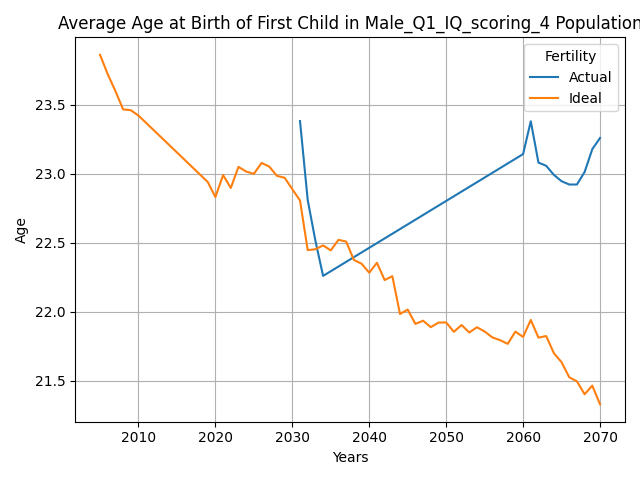 Average Age at Birth of First Child in Male_Q1_IQ_scoring_4 Population
Fertility
Actual
Ideal
Age
23.5
23.0
22.5
22.0
21.5
2010 2020 2030 2040 2050 2060 2070
Years